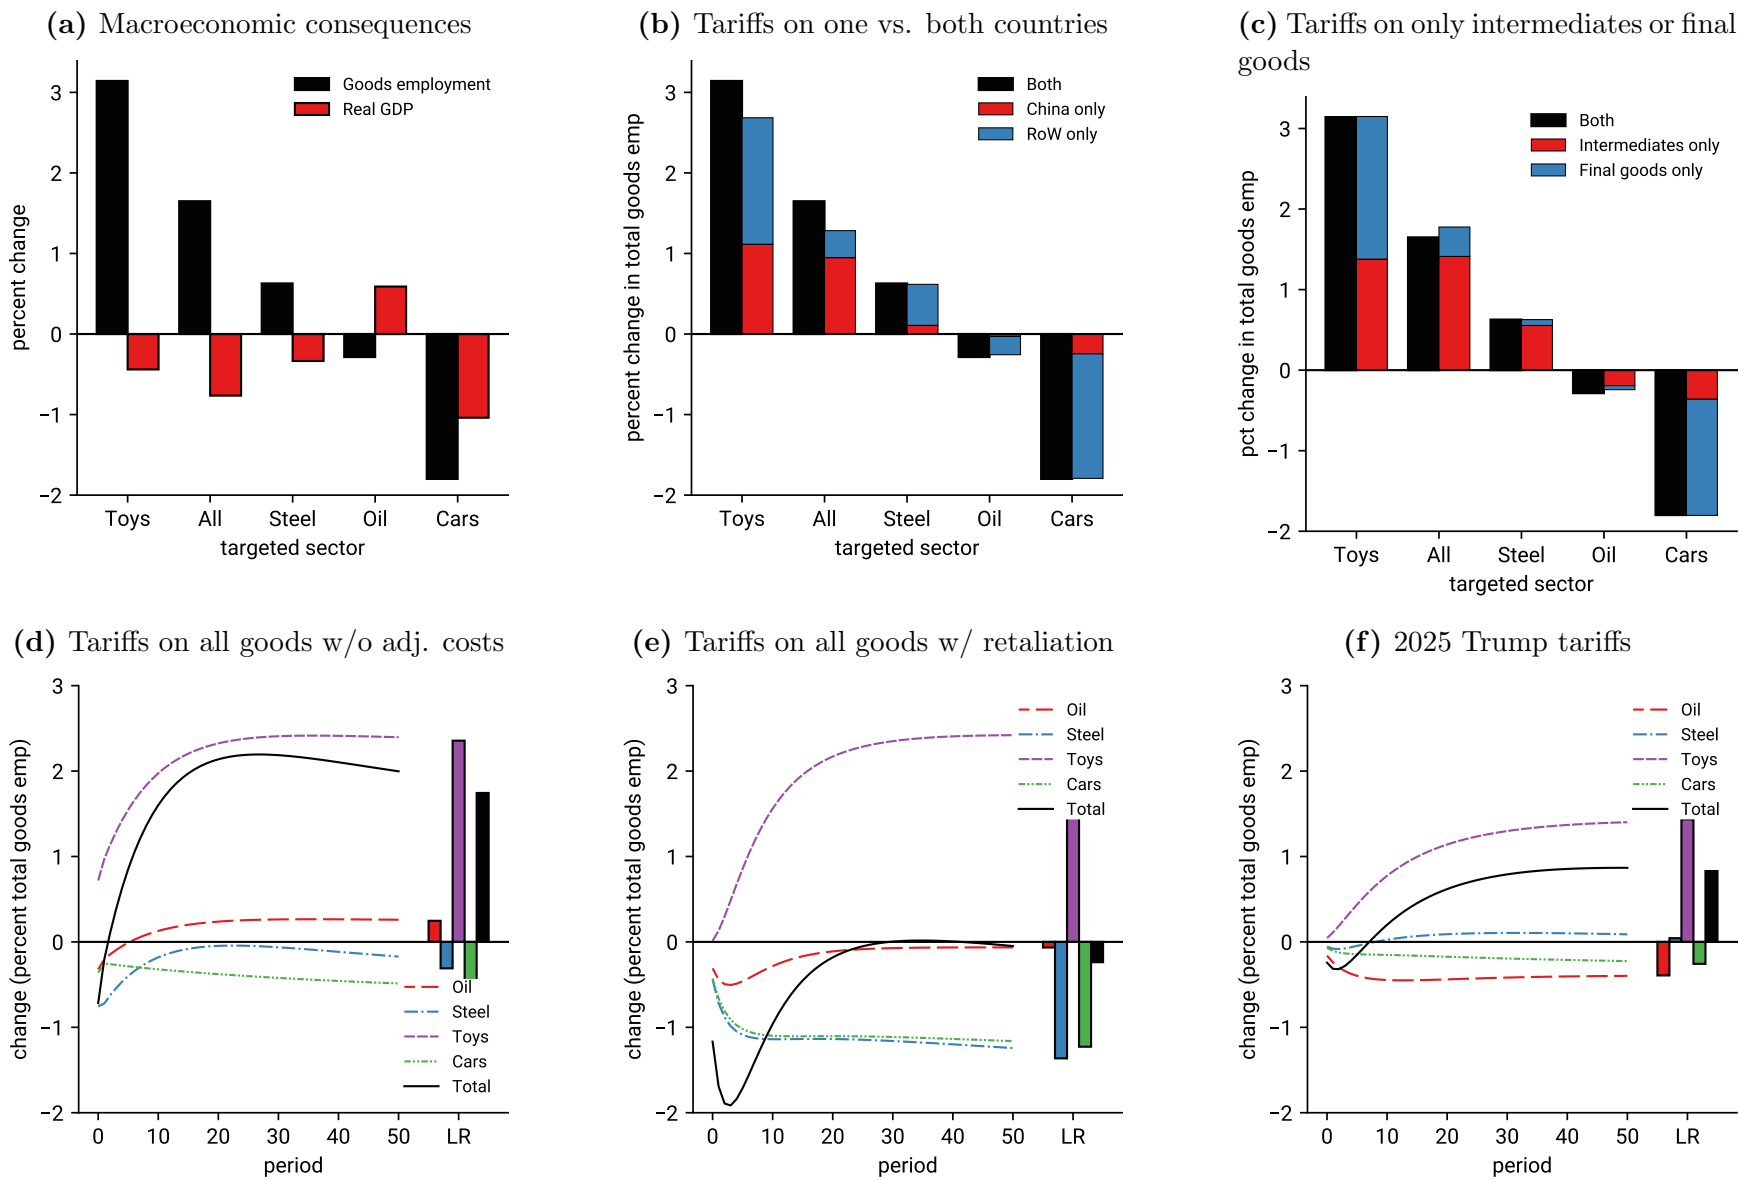 (a) Macroeconomic consequences
percent change
3
2
1
0
−1
−2
Goods employment
Real GDP
Toys All Steel Oil Cars
targeted sector
(b) Tariffs on one vs. both countries
percent change in total goods emp
3
2
1
0
−1
−2
Both
China only
RoW only
Toys All Steel Oil Cars
targeted sector
(c) Tariffs on only intermediates or final
goods
pct change in total goods emp
3
2
1
0
−1
−2
Both
Intermediates only
Final goods only
Toys All Steel Oil Cars
targeted sector
(d) Tariffs on all goods w/o adj. costs
change (percent total goods emp)
3
2
1
0
−1
−2
Oil
Steel
Toys
Cars
Total
0 10 20 30 40 50 LR
period
(e) Tariffs on all goods w/ retaliation
change (percent total goods emp)
3
2
1
0
−1
−2
Oil
Steel
Toys
Cars
Total
0 10 20 30 40 50 LR
period
(f) 2025 Trump tariffs
change (percent total goods emp)
3
2
1
0
−1
−2
Oil
Steel
Toys
Cars
Total
0 10 20 30 40 50 LR
period